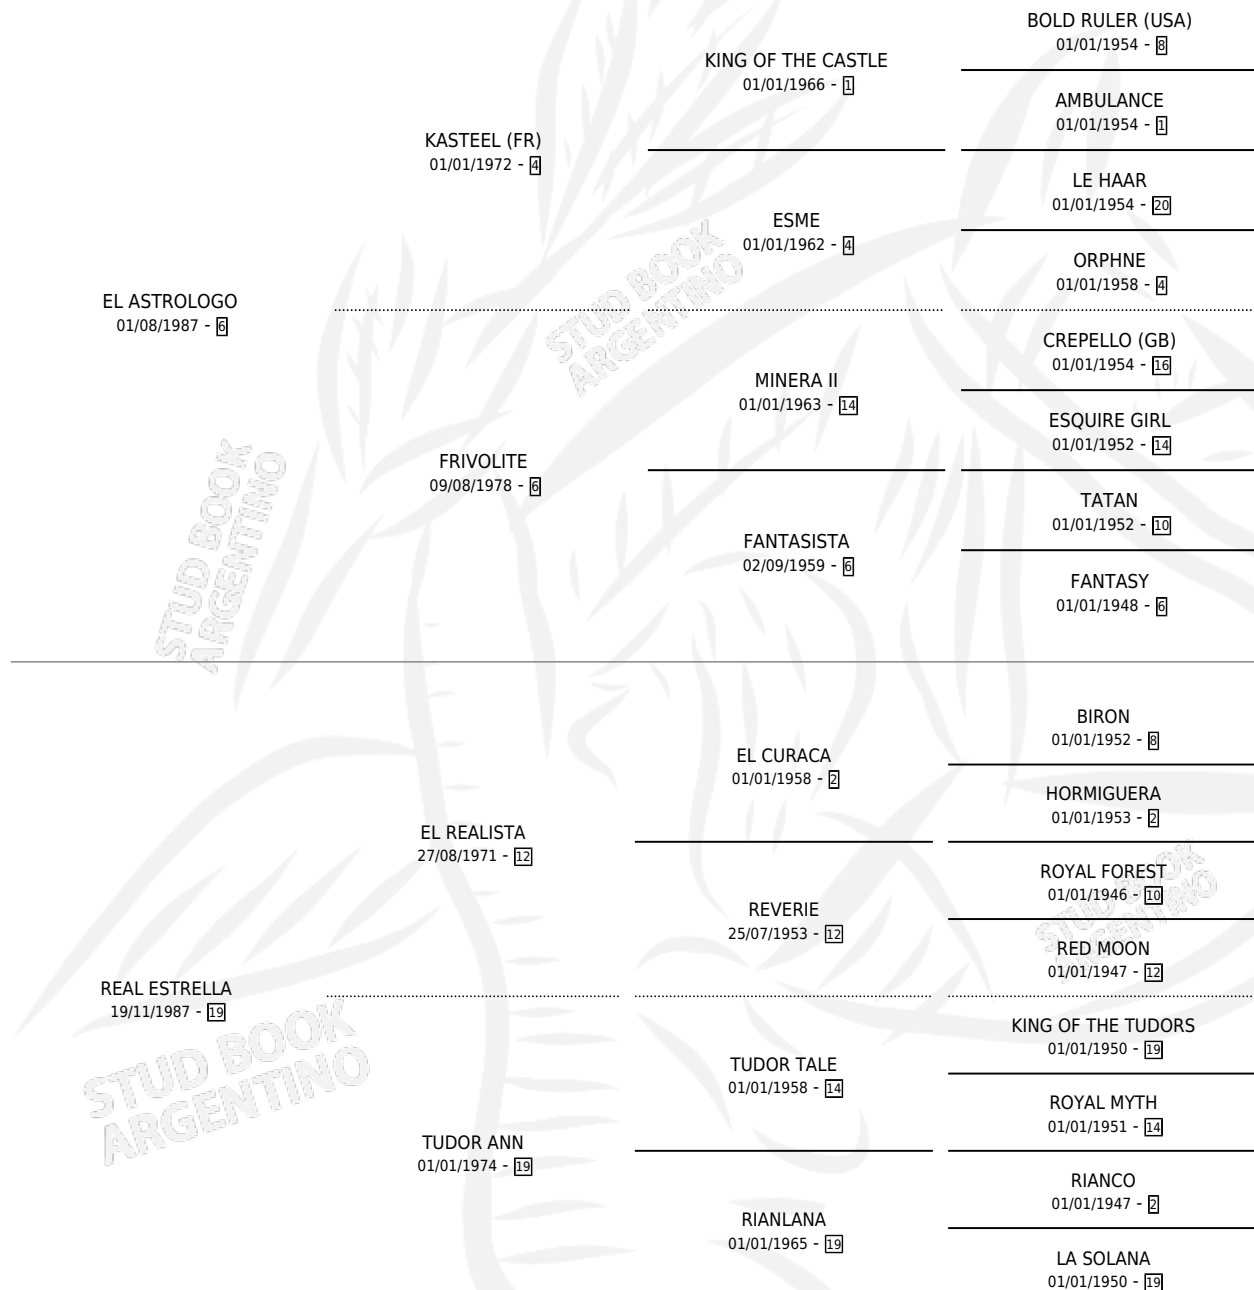 BOLD RULER (USA)
01/01/1954 - 8
KING OF THE CASTLE
01/01/1966 - 1
AMBULANCE
01/01/1954 - 1
KASTEEL (FR)
01/01/1972 - 4
LE HAAR
01/01/1954 - 20
ESME
01/01/1962 - 4
ORPHNE
01/01/1958 - 4
EL ASTROLOGO
01/08/1987 - 6
CREPELLO (GB)
01/01/1954 - 16
MINERA II
01/01/1963 - 14
ESQUIRE GIRL
01/01/1952 - 14
FRIVOLITE
09/08/1978 - 6
TATAN
01/01/1952 - 10
FANTASISTA
02/09/1959 - 6
FANTASY
01/01/1948 - 6
BIRON
01/01/1952 - 8
EL CURACA
01/01/1958 - 2
HORMIGUERA
01/01/1953 - 2
EL REALISTA
27/08/1971 - 12
ROYAL FOREST
01/01/1946 - 10
REVERIE
25/07/1953 - 12
RED MOON
01/01/1947 - 12
REAL ESTRELLA
19/11/1987 - 19
KING OF THE TUDORS
01/01/1950 - 19
TUDOR TALE
01/01/1958 - 14
ROYAL MYTH
01/01/1951 - 14
TUDOR ANN
01/01/1974 - 19
RIANCO
01/01/1947 - 2
RIANLANA
01/01/1965 - 19
LA SOLANA
01/01/1950 - 19
STUD BOOK
ARGENTINO
STUD BOOK
ARGENTINO
STUD BOOK
ARGENTINO
STUD BOOK
ARGENTINO